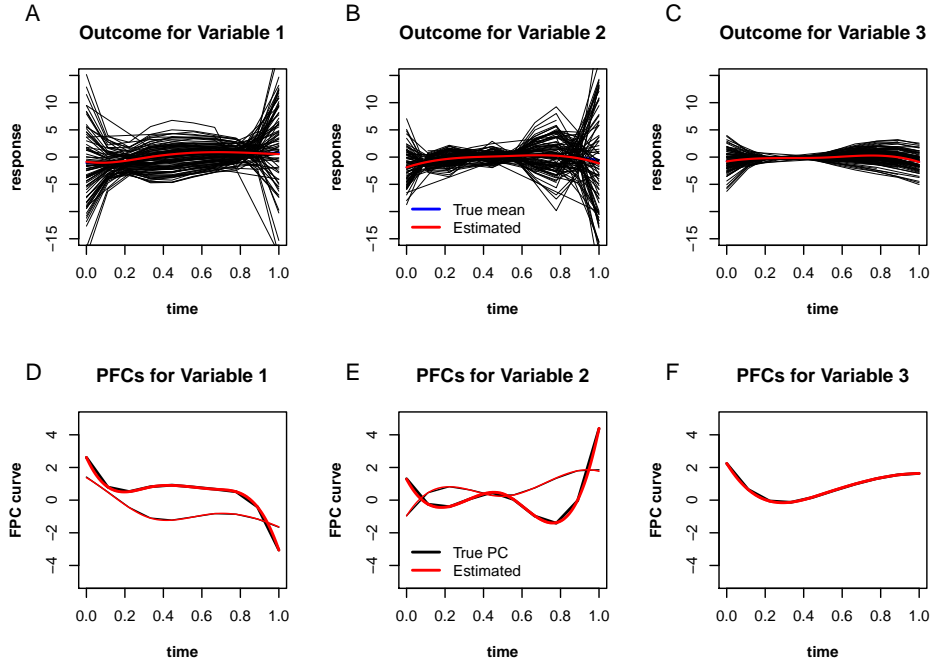 A
B
C
Outcome for Variable 1
Outcome for Variable 2
Outcome for Variable 3
response
−15
−5
0
5
10
0.0 0.2 0.4 0.6 0.8 1.0
time
response
−15
−5
0
5
10
True mean
Estimated
0.0 0.2 0.4 0.6 0.8 1.0
time
response
−15
−5
0
5
10
0.0 0.2 0.4 0.6 0.8 1.0
time
D
E
F
PFCs for Variable 1
PFCs for Variable 2
PFCs for Variable 3
FPC curve
−4
−2
0
2
4
0.0 0.2 0.4 0.6 0.8 1.0
time
FPC curve
−4
−2
0
2
4
True PC
Estimated
0.0 0.2 0.4 0.6 0.8 1.0
time
FPC curve
−4
−2
0
2
4
0.0 0.2 0.4 0.6 0.8 1.0
time